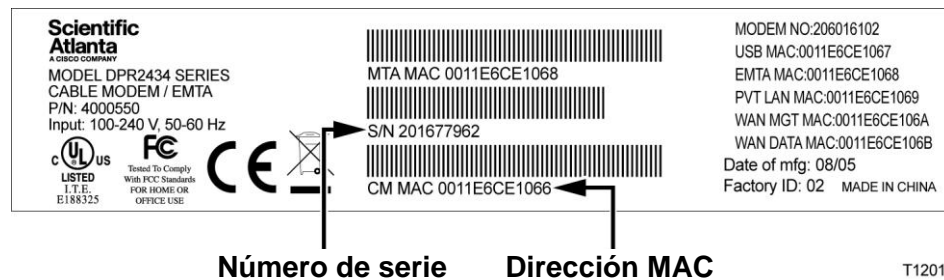 Scientific
Atlanta
A CISCO COMPANY
MODEL DPR2434 SERIES
CABLE MODEM / EMTA
P/N: 4000550
Input: 100-240 V, 50-60 Hz
C UL US
LISTED
I.T.E.
E188325
FC
Tested To Comply
With FCC Standards
FOR HOME OR
OFFICE USE
CE
MTA MAC 0011E6CE1068
S/N 201677962
CM MAC 0011E6CE1066
MODEM NO:206016102
USB MAC:0011E6CE1067
EMTA MAC:0011E6CE1068
PVT LAN MAC:0011E6CE1069
WAN MGT MAC:0011E6CE106A
WAN DATA MAC:0011E6CE106B
Date of mfg: 08/05
Factory ID: 02 MADE IN CHINA
Número de serie Dirección MAC
T1201